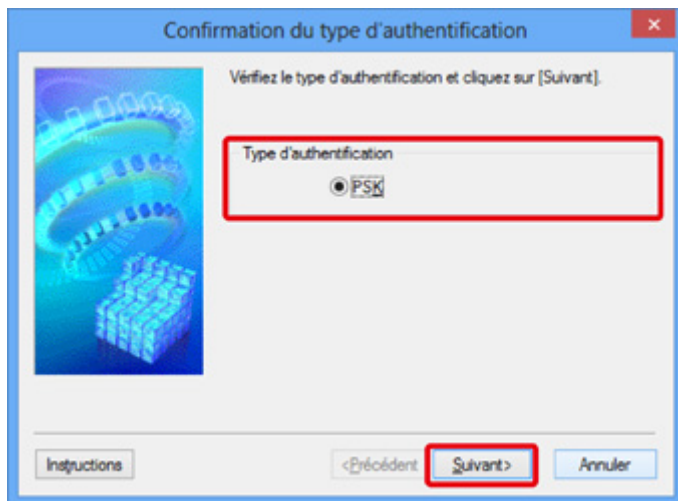 Confirmation du type d'authentification
Vérifiez le type d'authentification et cliquez sur [Suivant].
Type d'authentification
PSK
Instructions
<Précédent
Suivant>
Annuler